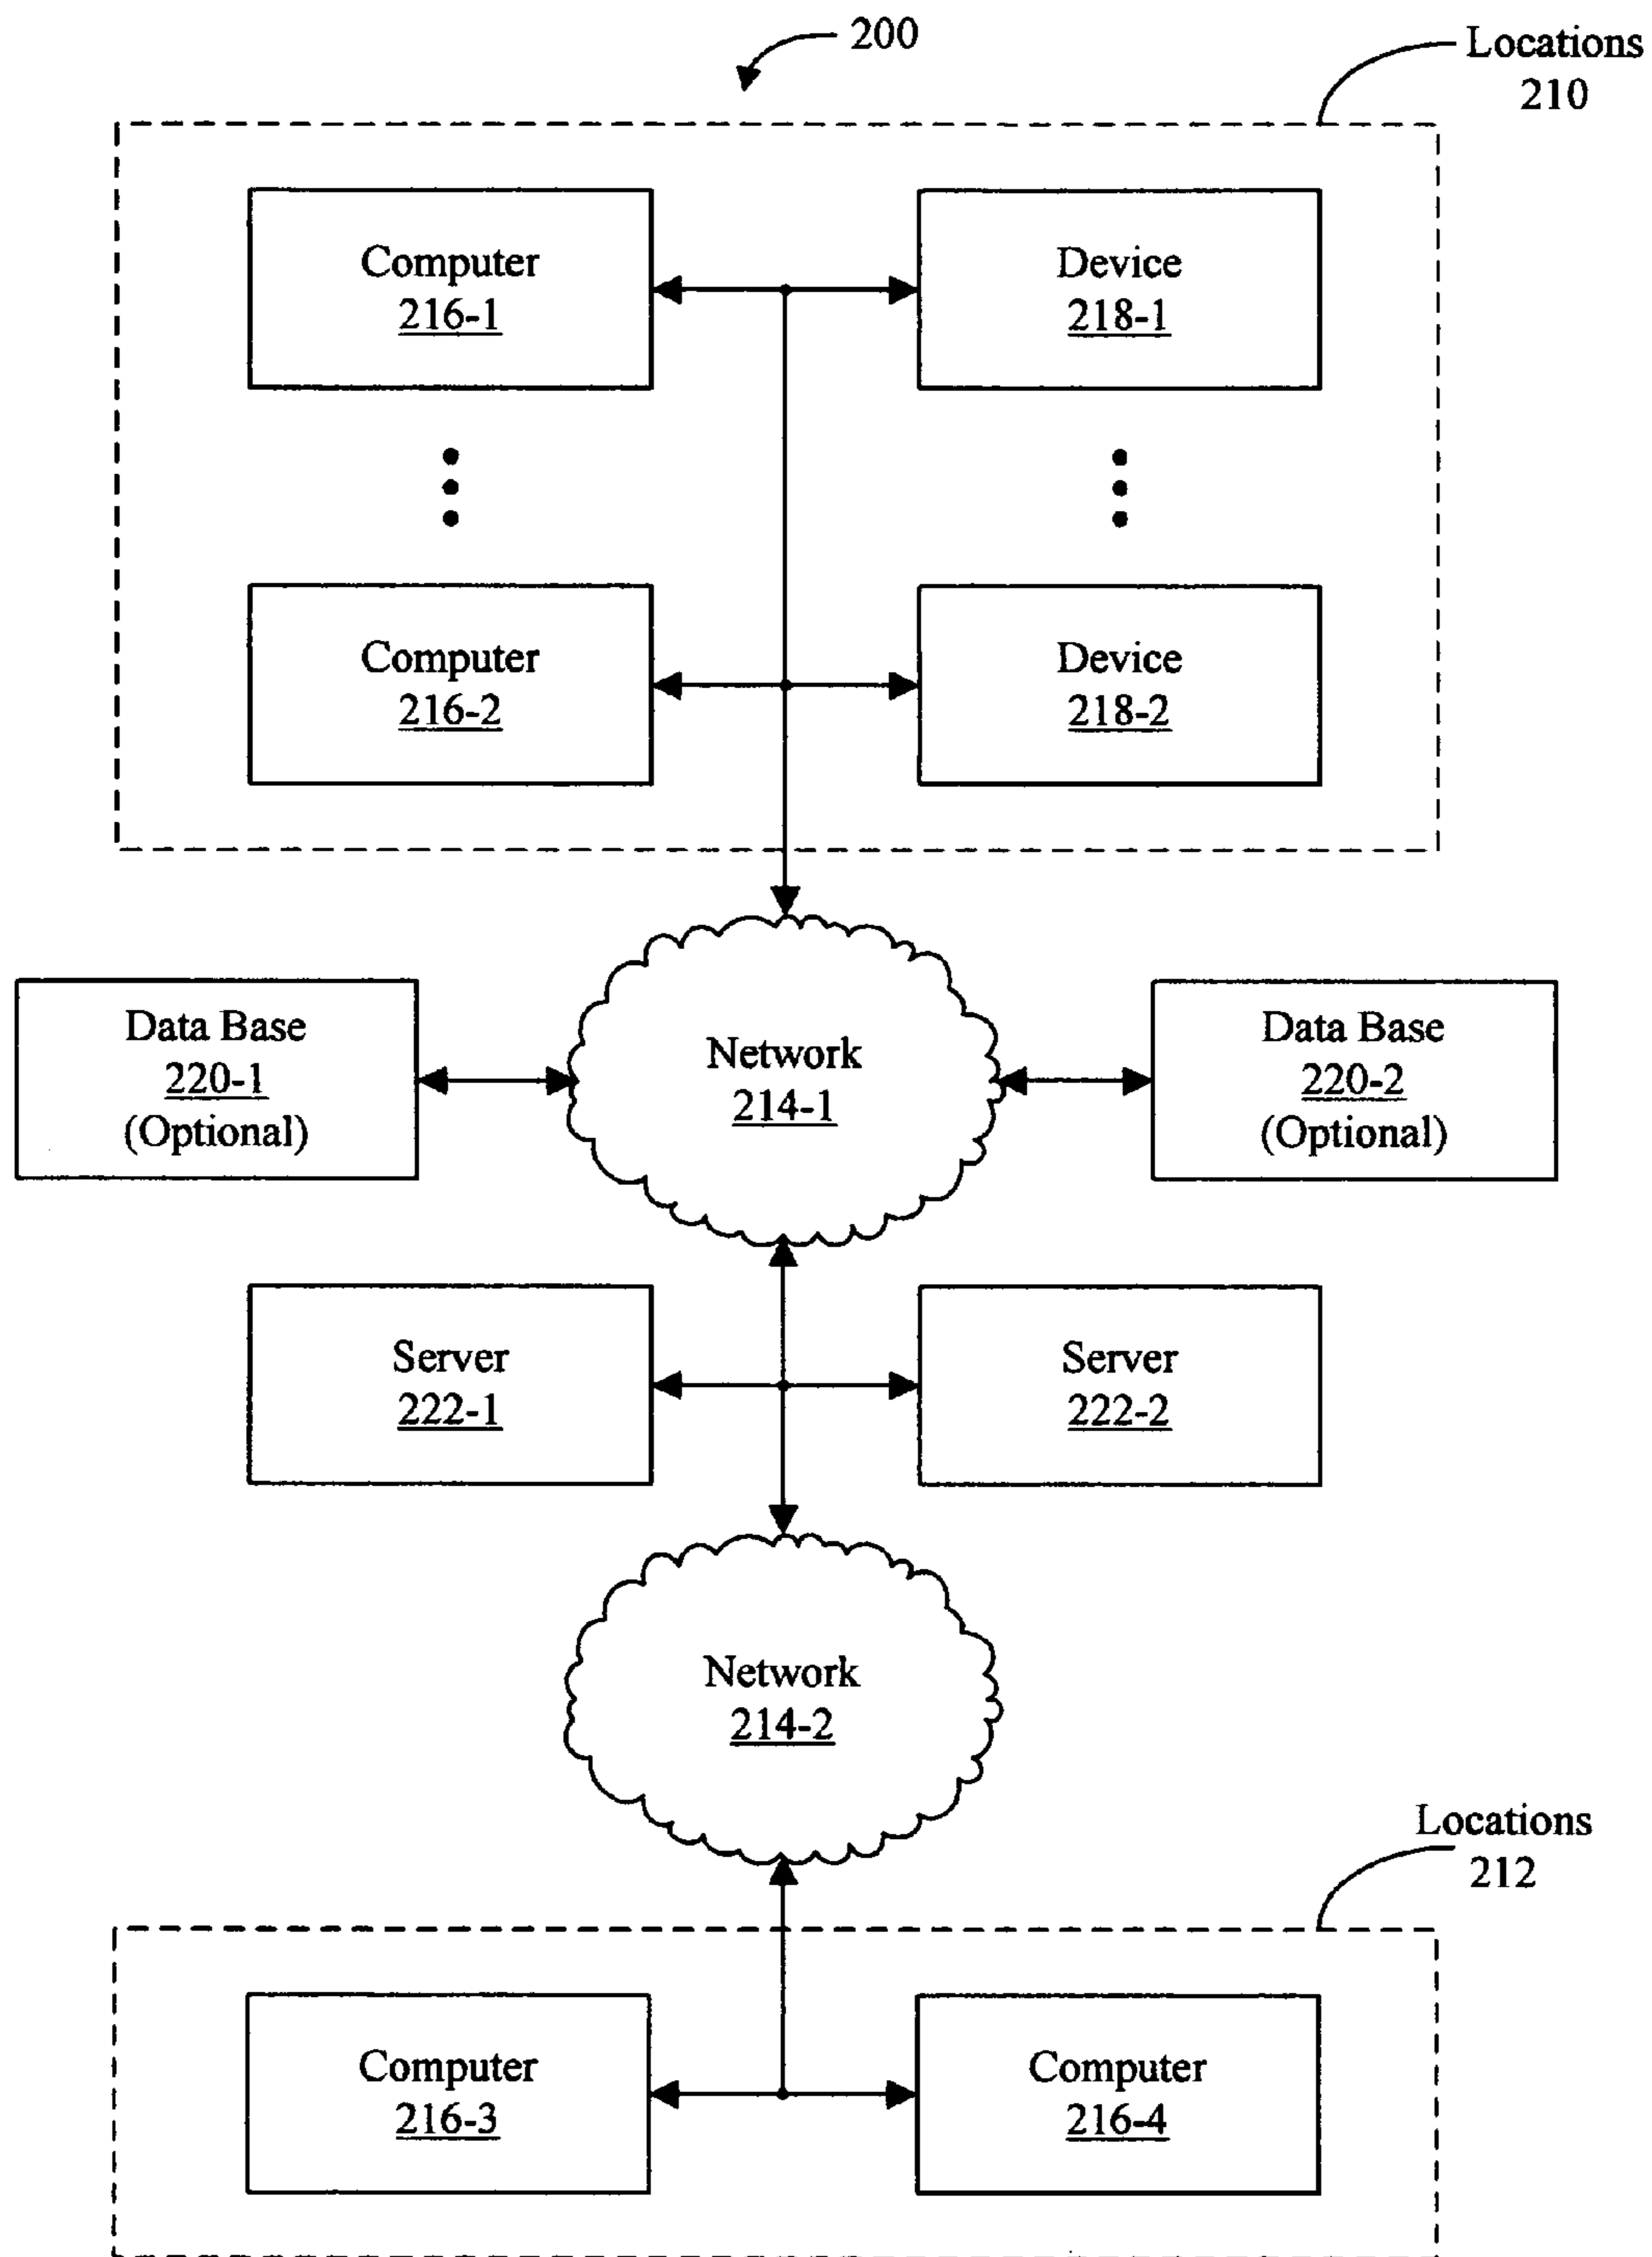 200
Locations
210
Computer
216-1
Device
218-1
Computer
216-2
Device
218-2
Data Base
220-1
(Optional)
Network
214-1
Data Base
220-2
(Optional)
Server
222-1
Server
222-2
Network
214-2
Locations
212
Computer
216-3
Computer
216-4